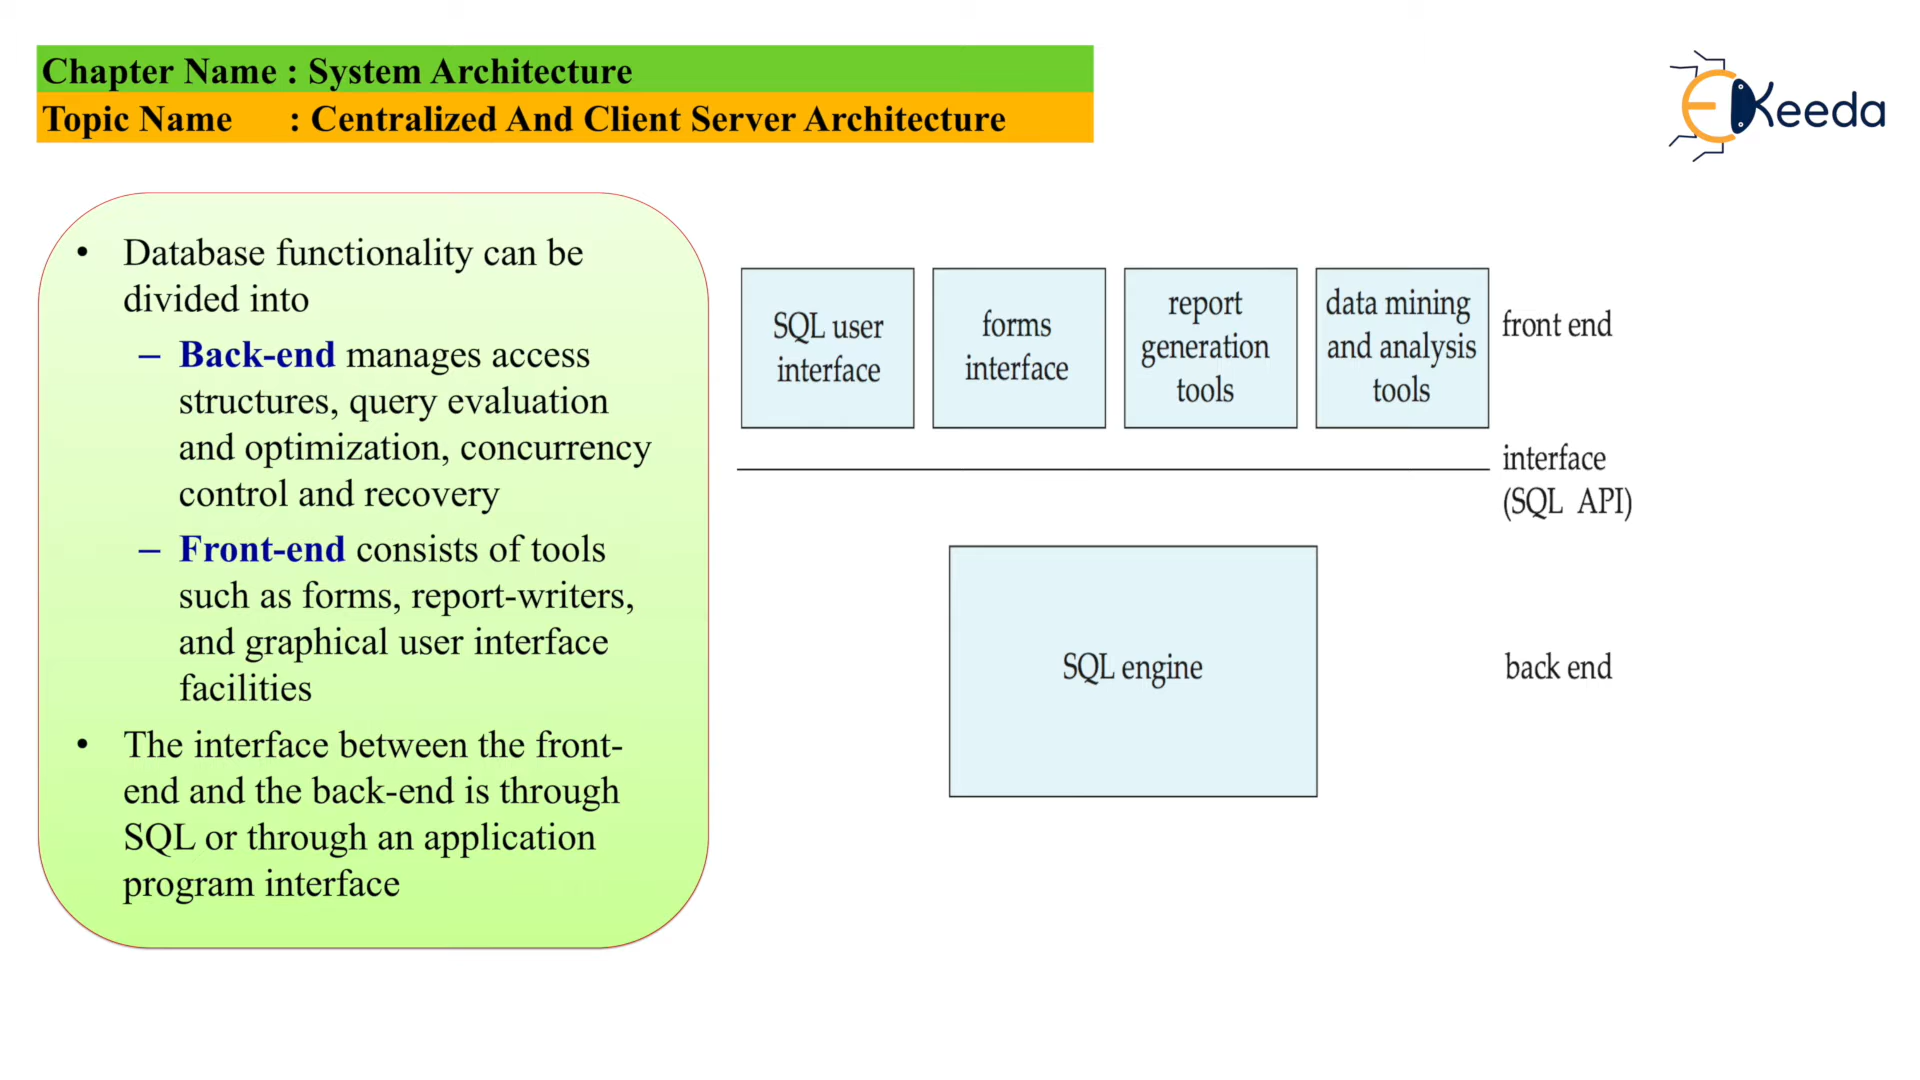 Chapter Name : System Architecture
Topic Name : Centralized And Client Server Architecture
EKeeda
• Database functionality can be
divided into
– Back-end manages access
structures, query evaluation
and optimization, concurrency
control and recovery
– Front-end consists of tools
such as forms, report-writers,
and graphical user interface
facilities
• The interface between the front-
end and the back-end is through
SQL or through an application
program interface
SQL user
interface
forms
interface
report
generation
tools
data mining
and analysis
tools
front end
interface
(SQL API)
SQL engine
back end